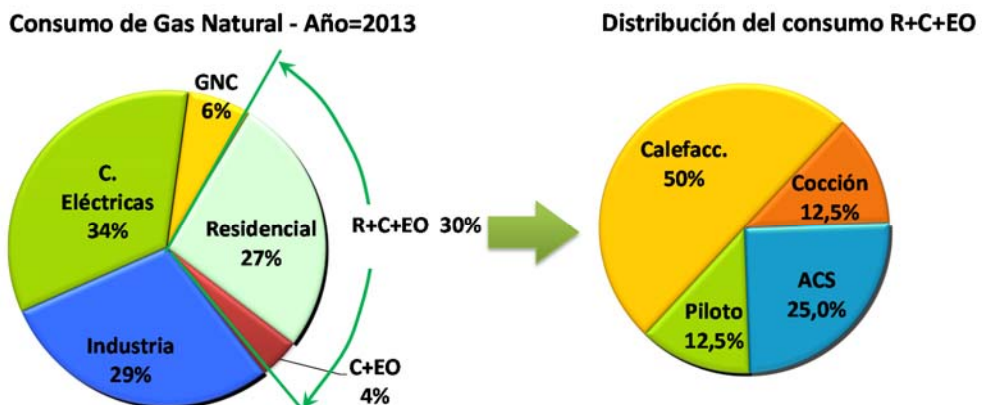 Consumo de Gas Natural - Año=2013
GNC
6%
C.
Eléctricas
34%
Residencial
27%
R+C+EO 30%
Industria
29%
C+EO
4%
Distribución del consumo R+C+EO
Calefacc.
50%
Cocción
12,5%
ACS
25,0%
Piloto
12,5%